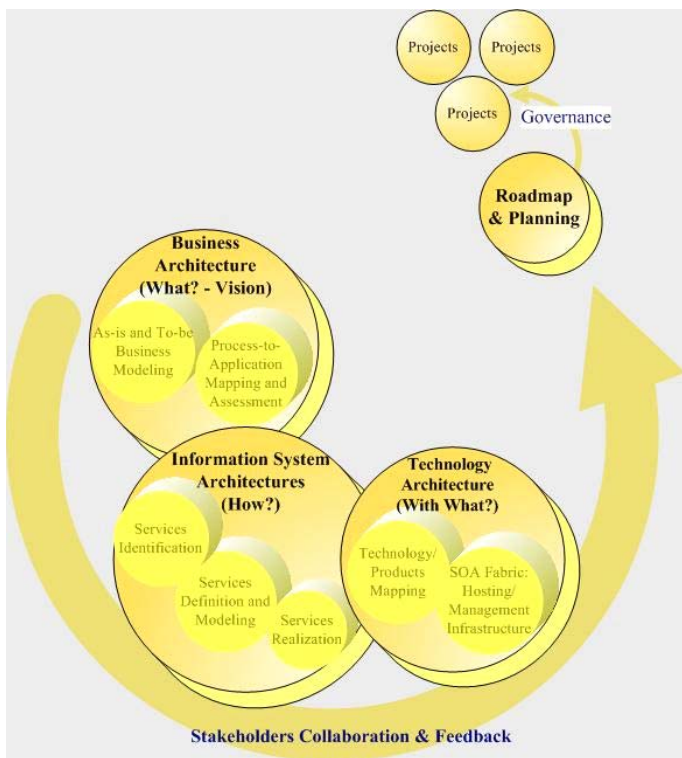 Projects
Projects
Projects
Governance
Roadmap
& Planning
Business
Architecture
(What? - Vision)
As-is and To-be
Business
Modeling
Process-to-
Application
Mapping and
Assessment
Information System
Architectures
(How?)
Services
Identification
Services
Definition and
Modeling
Services
Realization
Technology
Architecture
(With What?)
Technology/
Products
Mapping
SOA Fabric:
Hosting/
Management
Infrastructure
Stakeholders Collaboration & Feedback